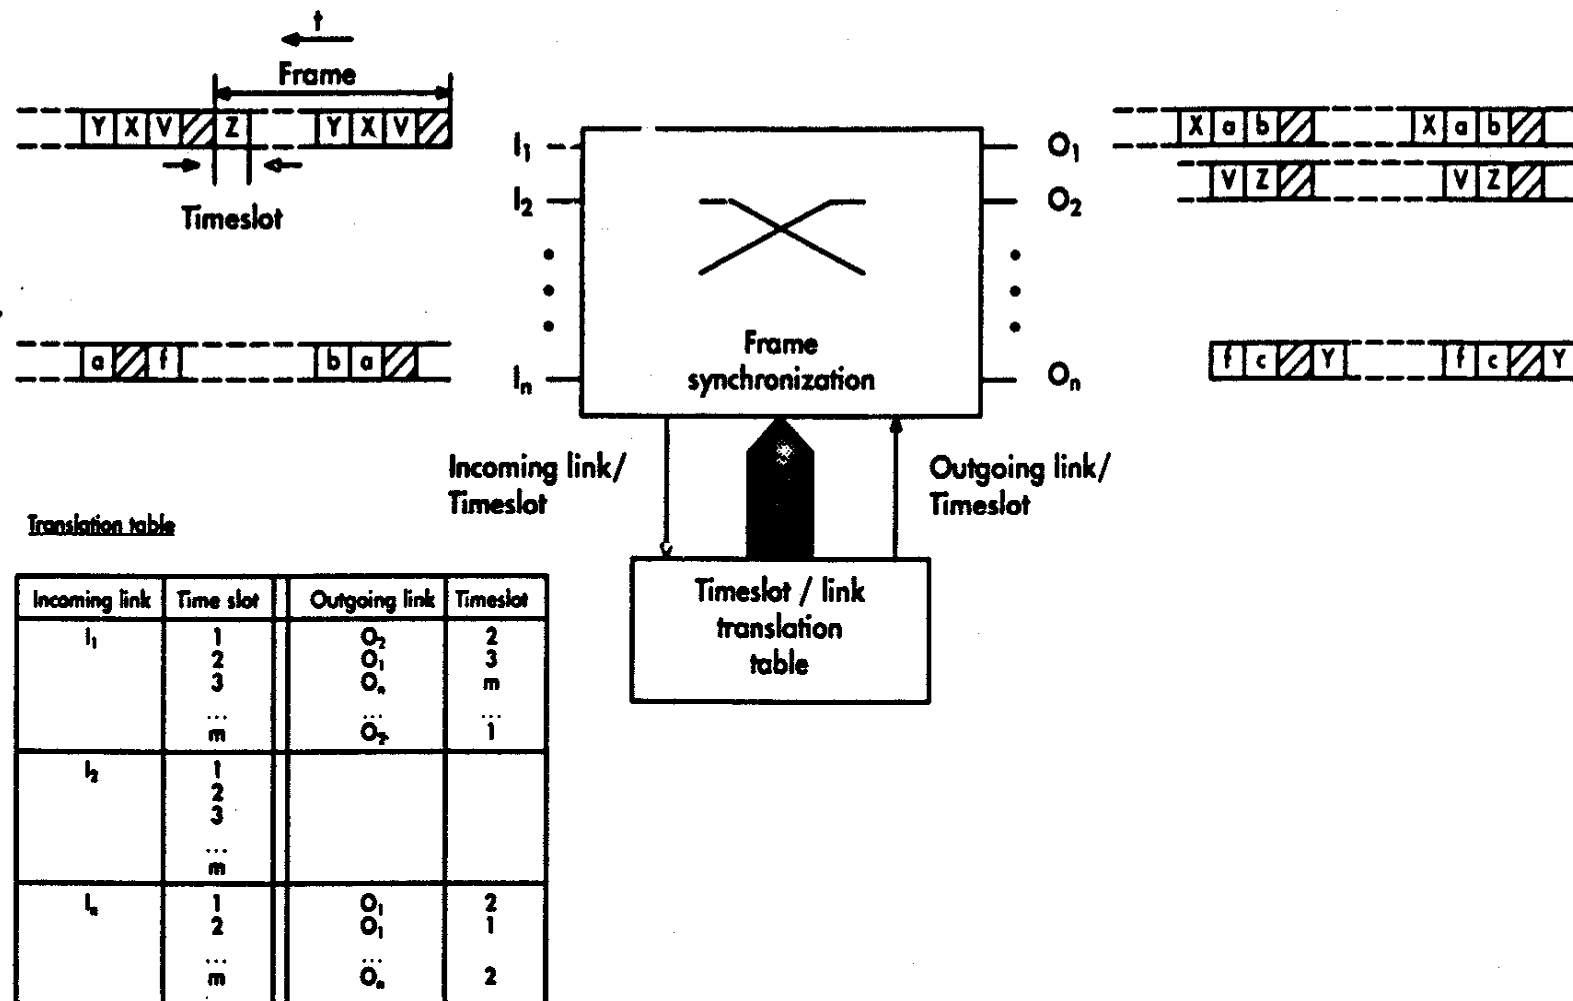 t
Frame
Y X V Z Y X V
Timeslot
a f b a
I1
I2
In
Frame
synchronization
O1
O2
On
X a b X a b
V Z V Z
f c Y f c Y
Incoming link/
Timeslot
Outgoing link/
Timeslot
Timeslot / link
translation
table
Translation table
Incoming link Time slot Outgoing link Timeslot
I1 1 O2 2
2 O1 3
3 On m
... ... ...
m O2 1
I2 1
2
3
...
m
In 1 O1 2
2 O1 1
... ...
m On 2